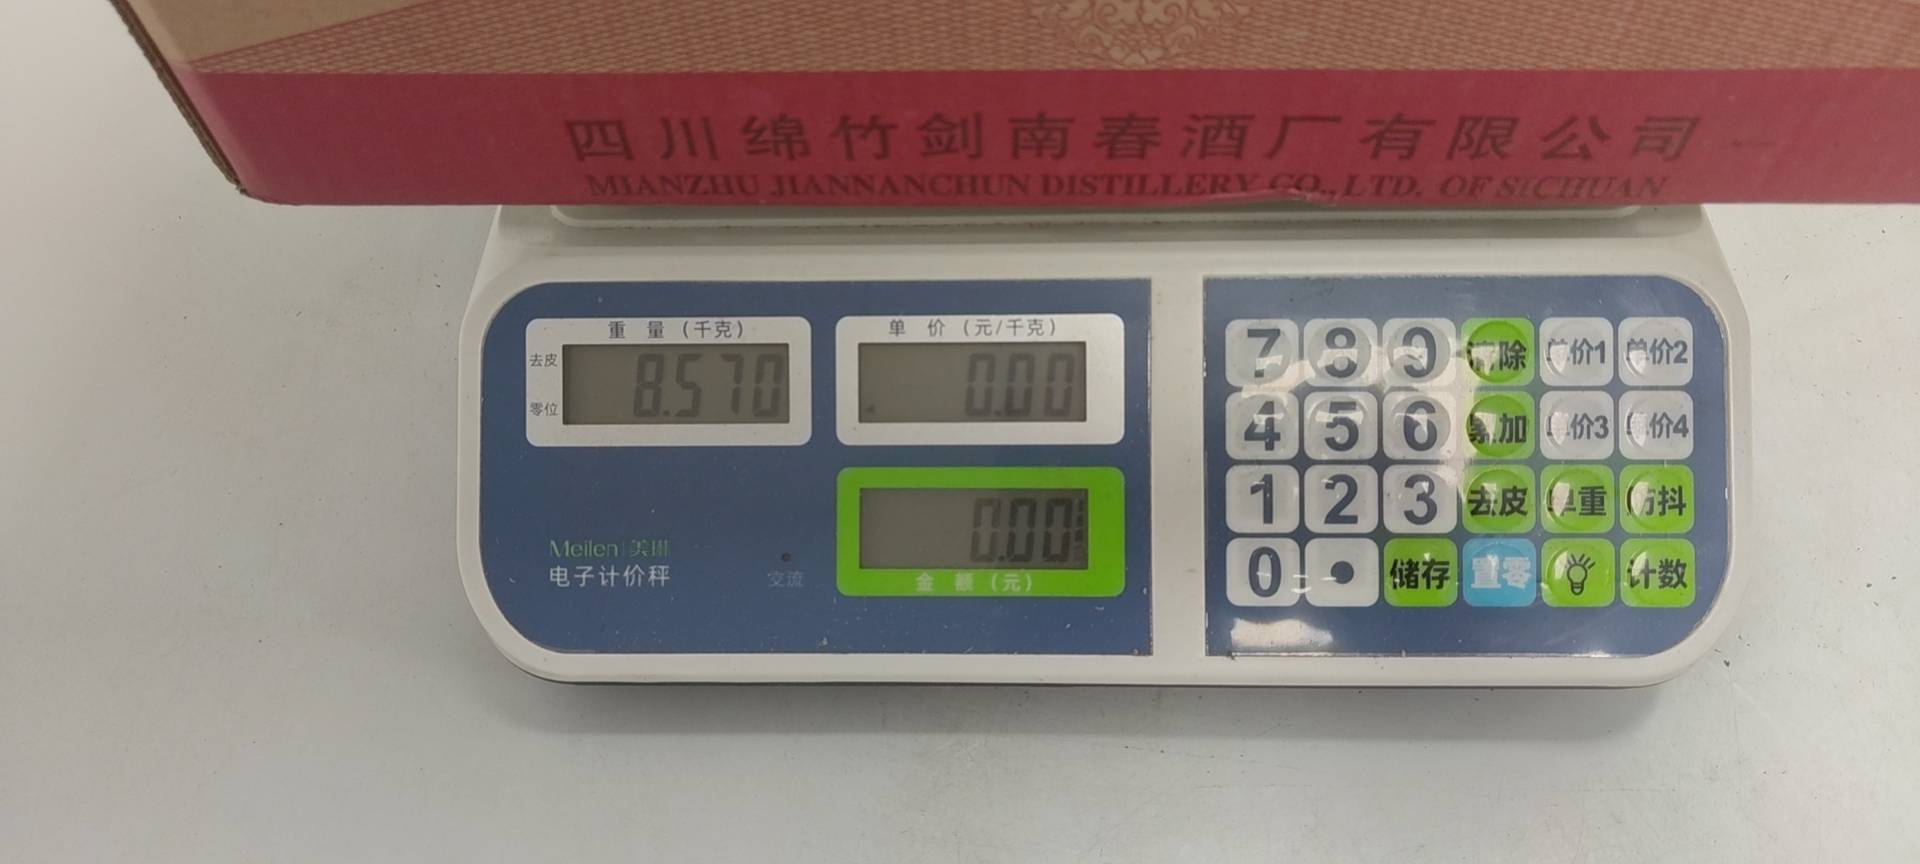 四川绵竹剑南春酒厂有限公司
MIANZHU JIANNANCHUN DISTILLERY CO., LTD. OF SICHUAN
重 量 (千克)
去皮
零位
8.570
单 价 (元/千克)
0.00
0.00
金 额 (元)
Meilen|美琳
电子计价秤
交流
7 8 9 清除 单价1 单价2
4 5 6 累加 单价3 单价4
1 2 3 去皮 单重 防抖
0 • 储存 置零 计数